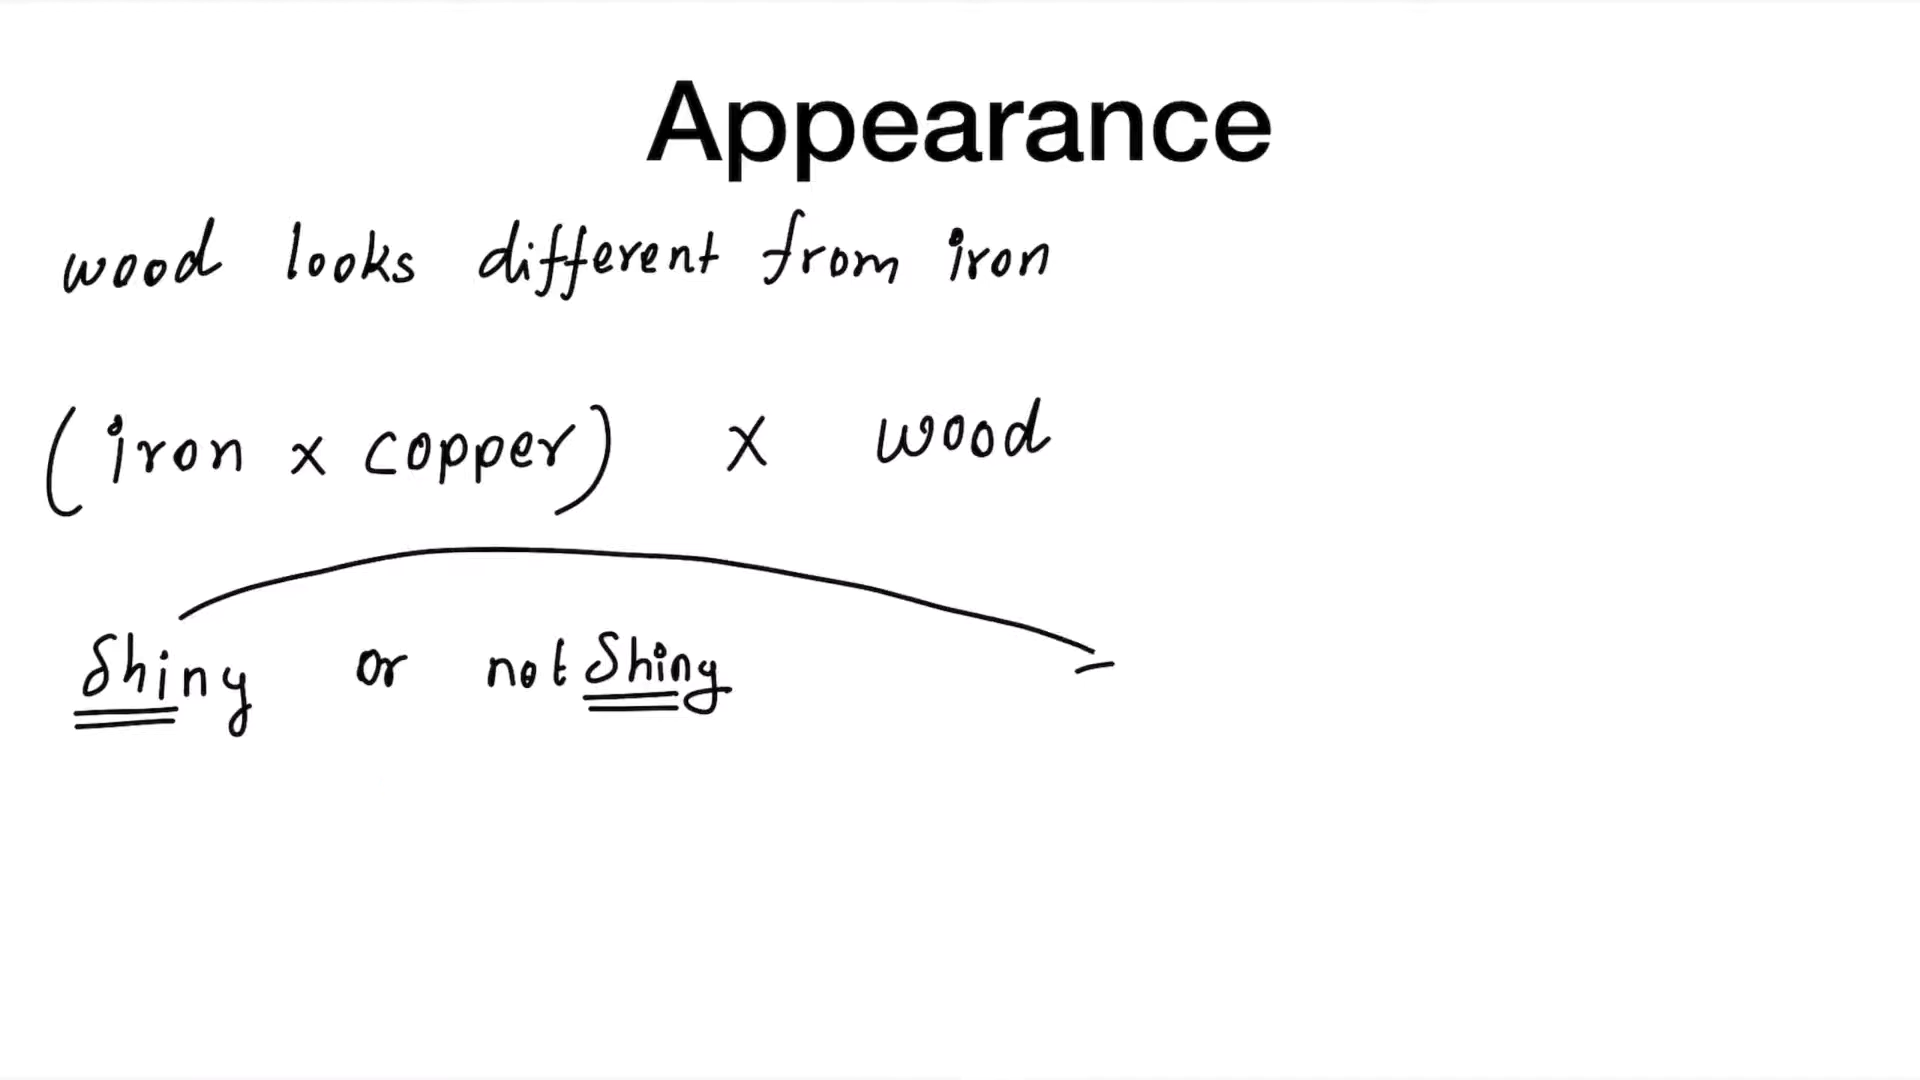 Appearance
wood looks different from iron
(iron x copper) x wood
Shiny or not Shiny